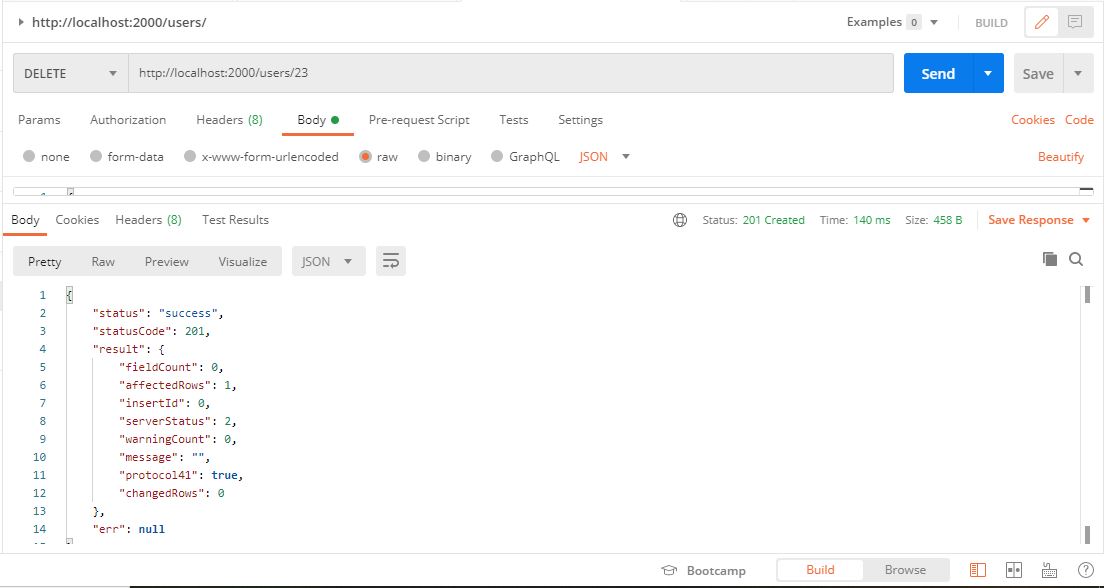 http://localhost:2000/users/ Examples 0 BUILD
DELETE http://localhost:2000/users/23 Send Save
Params Authorization Headers (8) Body Pre-request Script Tests Settings Cookies Code
none form-data x-www-form-urlencoded raw binary GraphQL JSON Beautify
Body Cookies Headers (8) Test Results Status: 201 Created Time: 140 ms Size: 458 B Save Response
Pretty Raw Preview Visualize JSON
1 {
2 "status": "success",
3 "statusCode": 201,
4 "result": {
5 "fieldCount": 0,
6 "affectedRows": 1,
7 "insertId": 0,
8 "serverStatus": 2,
9 "warningCount": 0,
10 "message": "",
11 "protocol41": true,
12 "changedRows": 0
13 },
14 "err": null
Bootcamp Build Browse ?